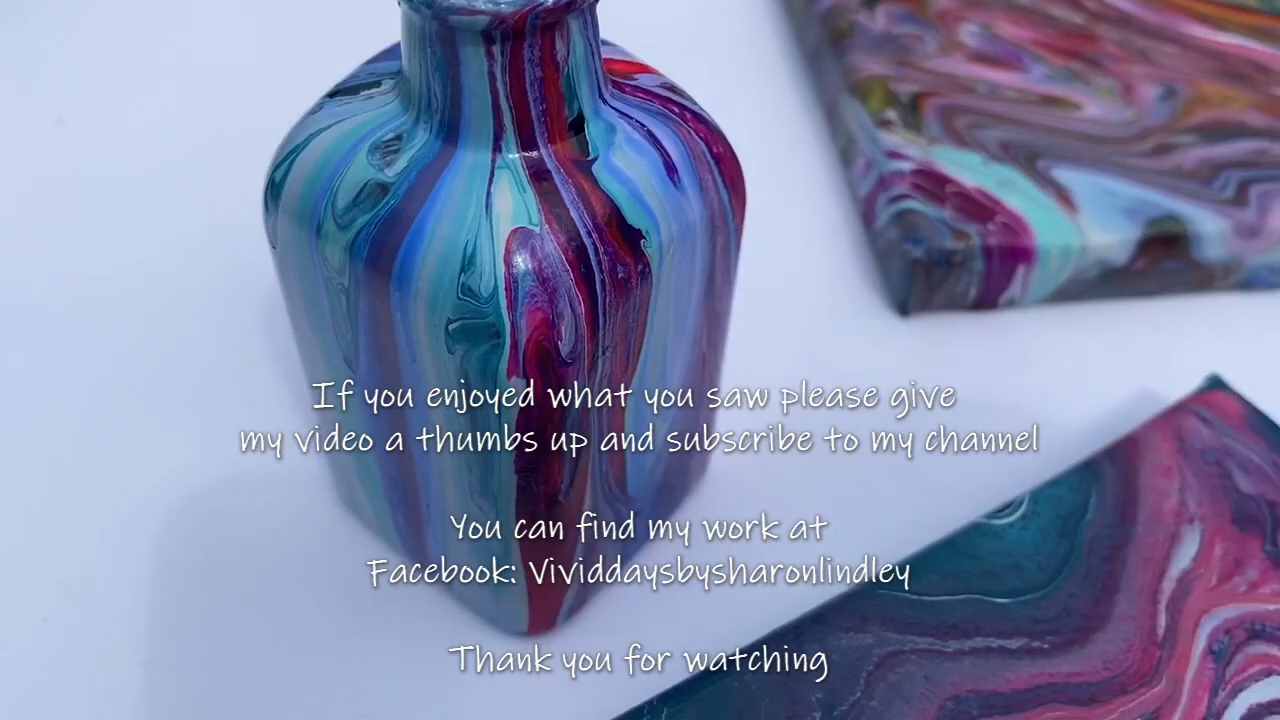 If you enjoyed what you saw please give
my video a thumbs up and subscribe to my channel
You can find my work at
Facebook: Vividdaysbysharonlindley
Thank you for watching